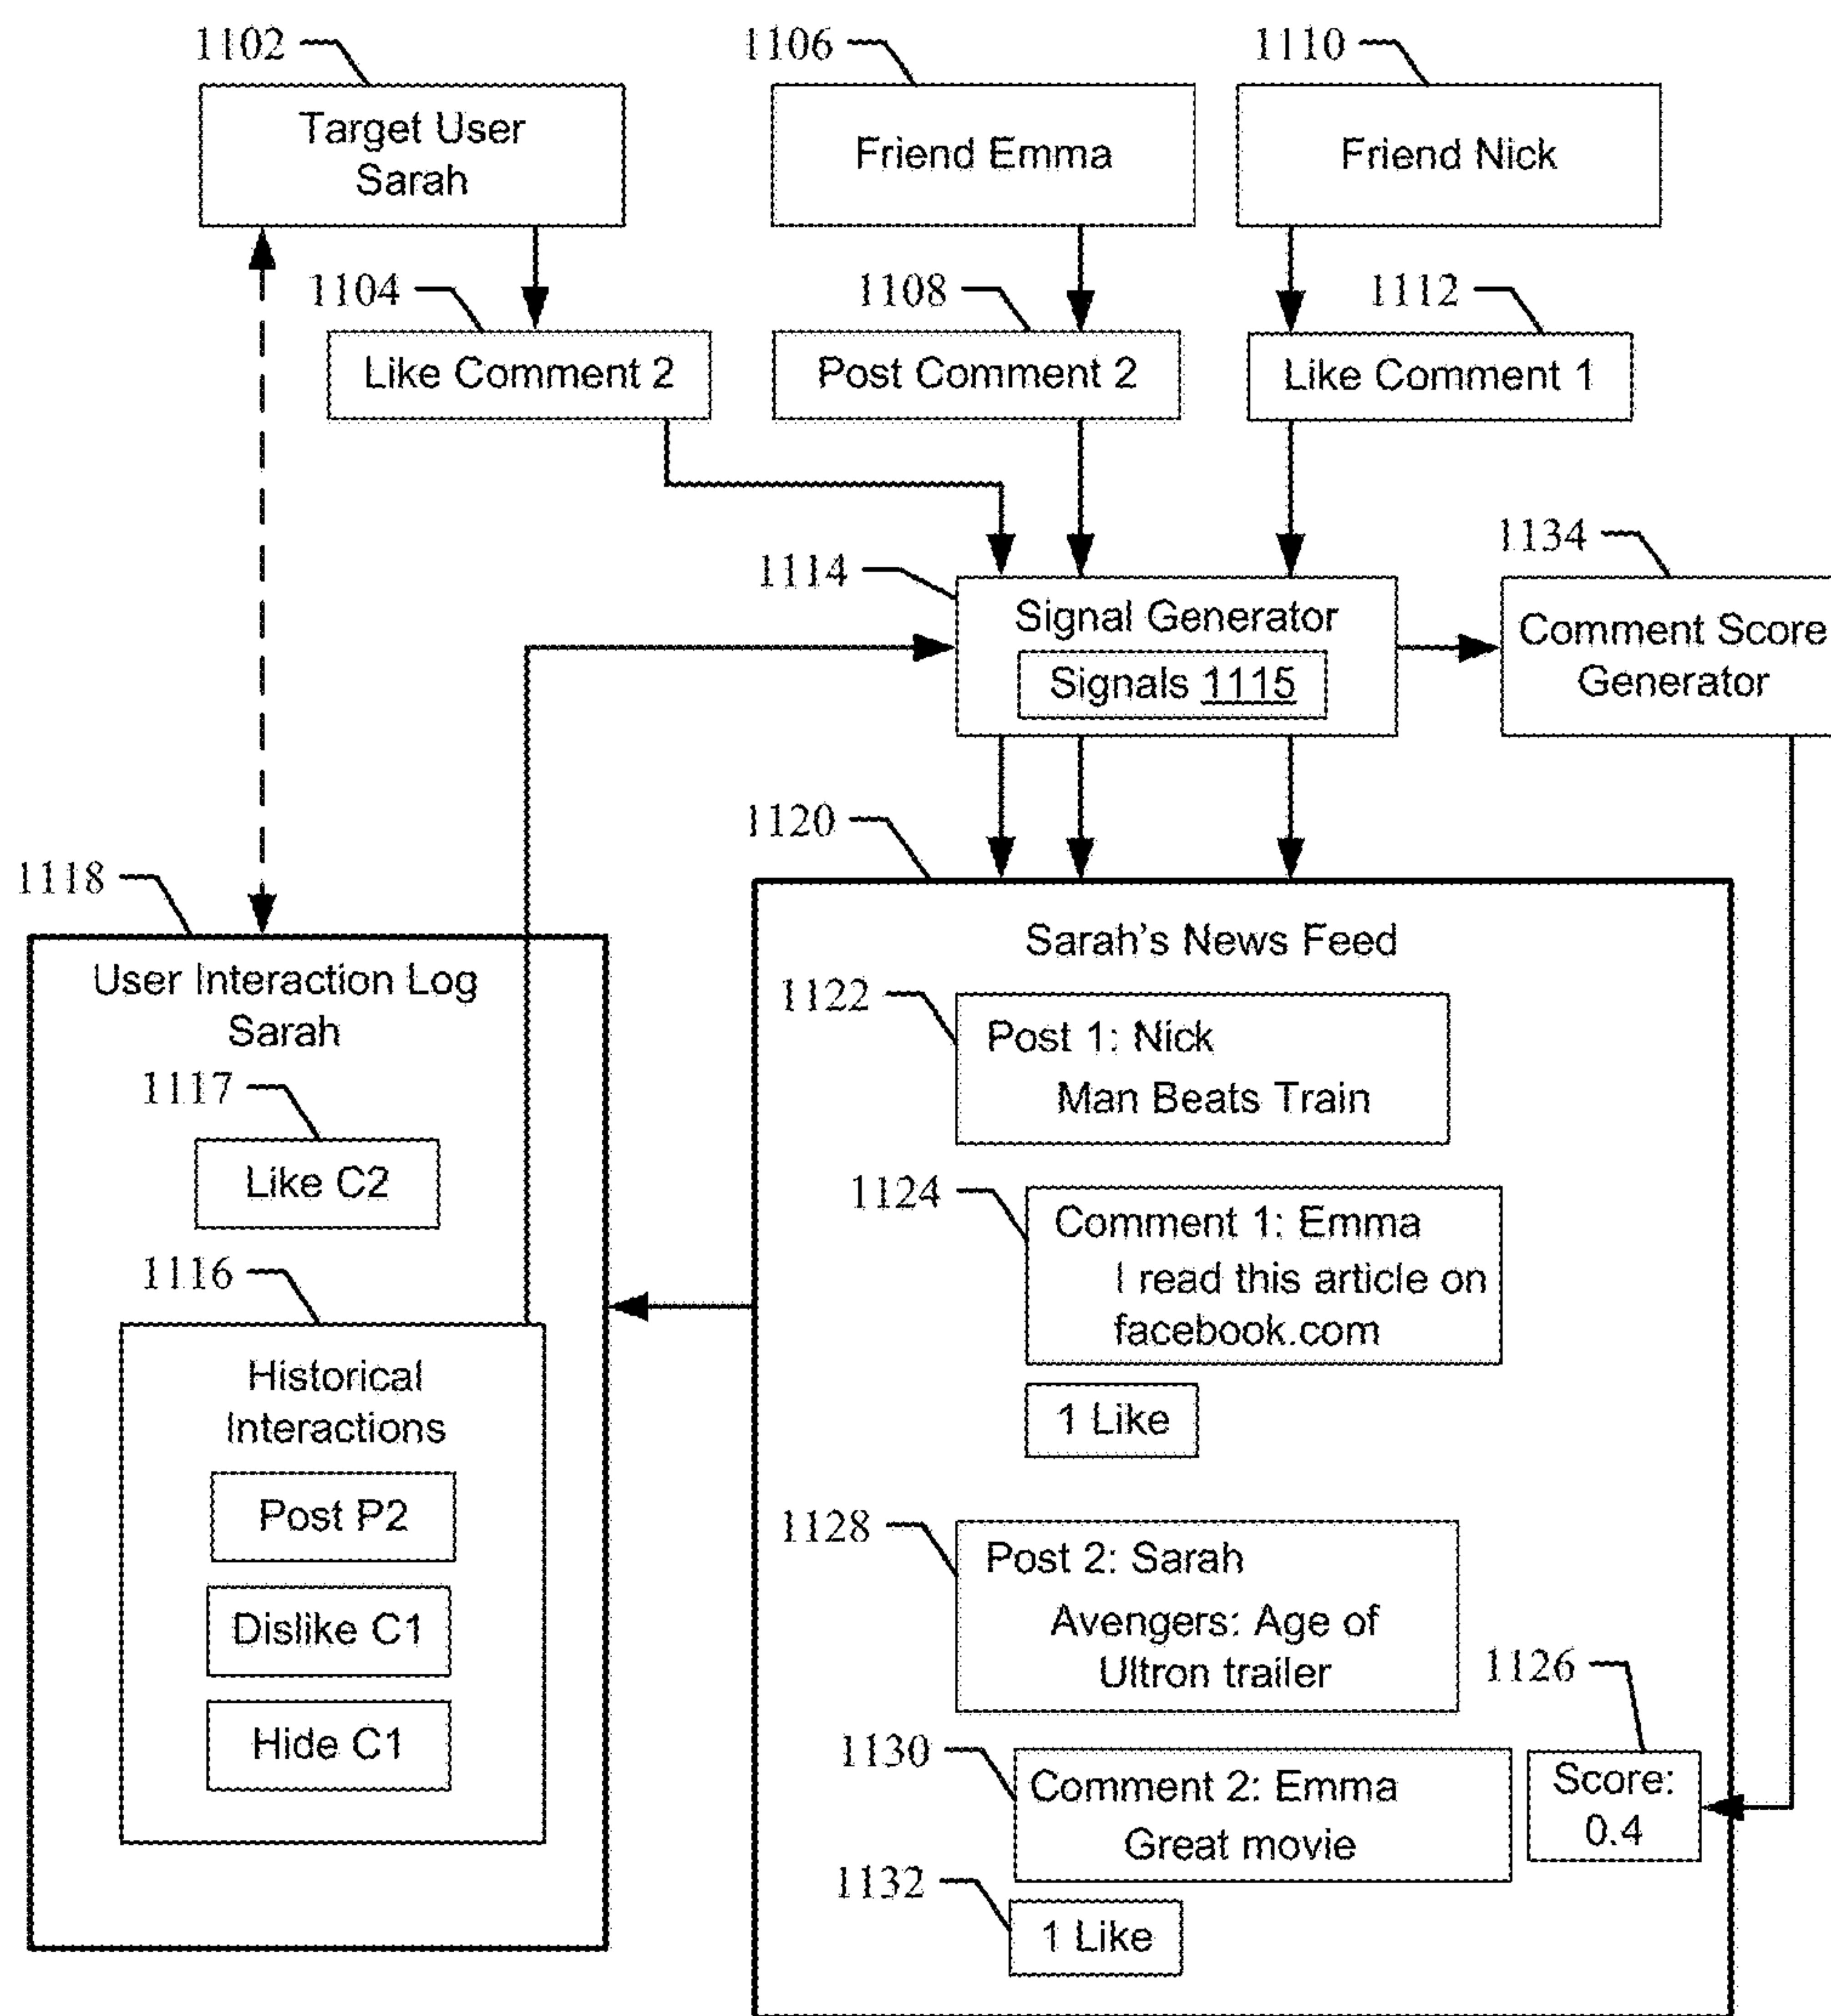 1102
1106
1110
Target User
Sarah
Friend Emma
Friend Nick
1104
1108
1112
Like Comment 2
Post Comment 2
Like Comment 1
1114
1134
Signal Generator
Signals 1115
Comment Score
Generator
1120
1118
User Interaction Log
Sarah
1117
Like C2
1116
Historical
Interactions
Post P2
Dislike C1
Hide C1
Sarah's News Feed
1122
Post 1: Nick
Man Beats Train
1124
Comment 1: Emma
I read this article on
facebook.com
1 Like
1128
Post 2: Sarah
Avengers: Age of
Ultron trailer
1126
1130
Comment 2: Emma
Great movie
Score:
0.4
1132
1 Like